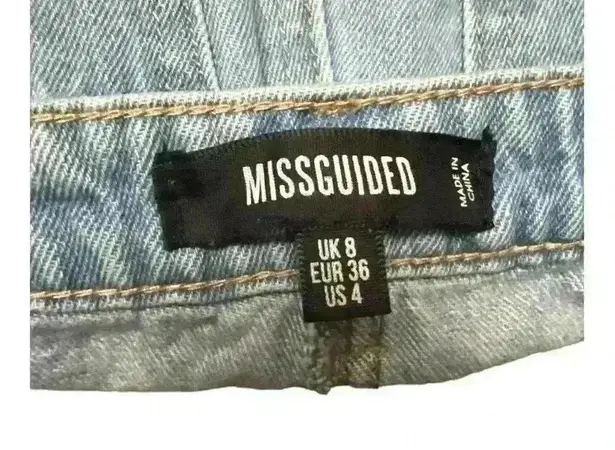 MISSGUIDED
MADE IN
CHINA
UK 8
EUR 36
US 4